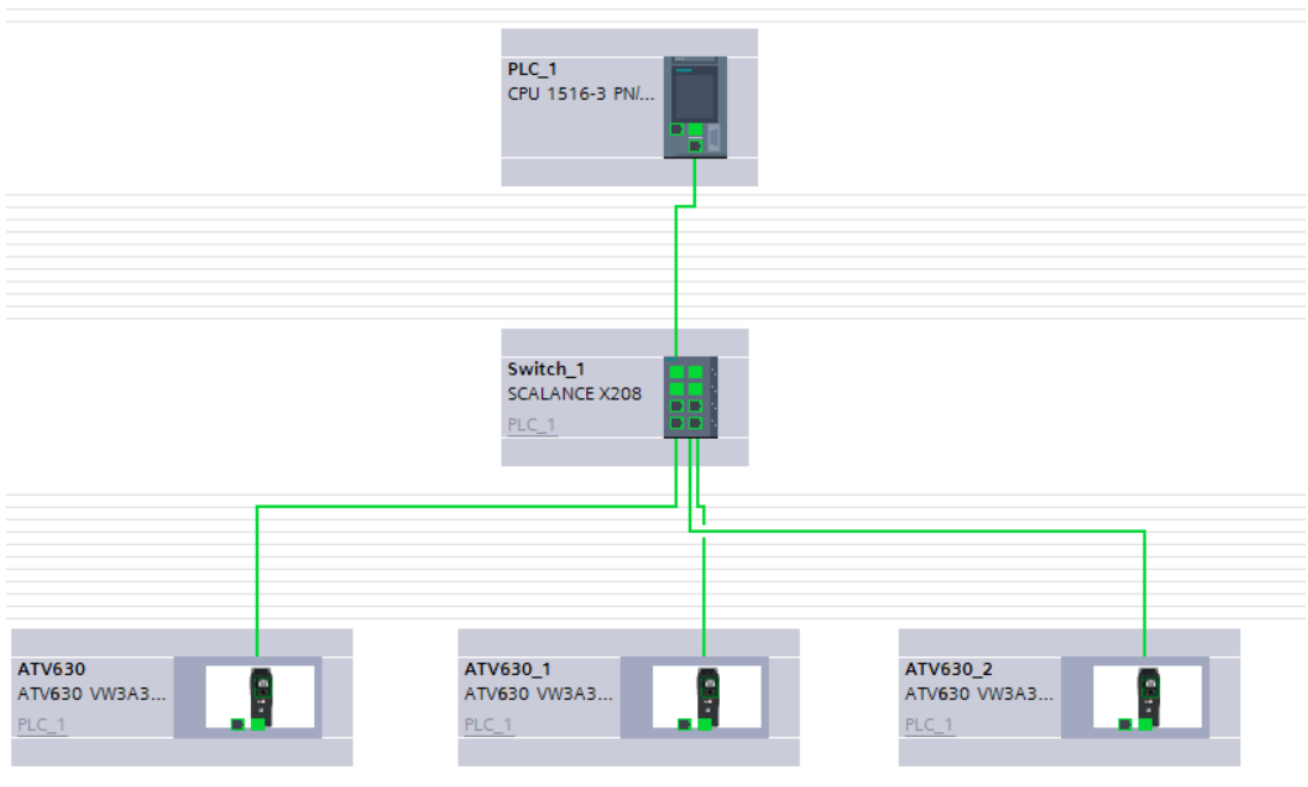 PLC_1
CPU 1516-3 PN/...
Switch_1
SCALANCE X208
PLC_1
ATV630
ATV630 VW3A3...
PLC_1
ATV630_1
ATV630 VW3A3...
PLC_1
ATV630_2
ATV630 VW3A3...
PLC_1